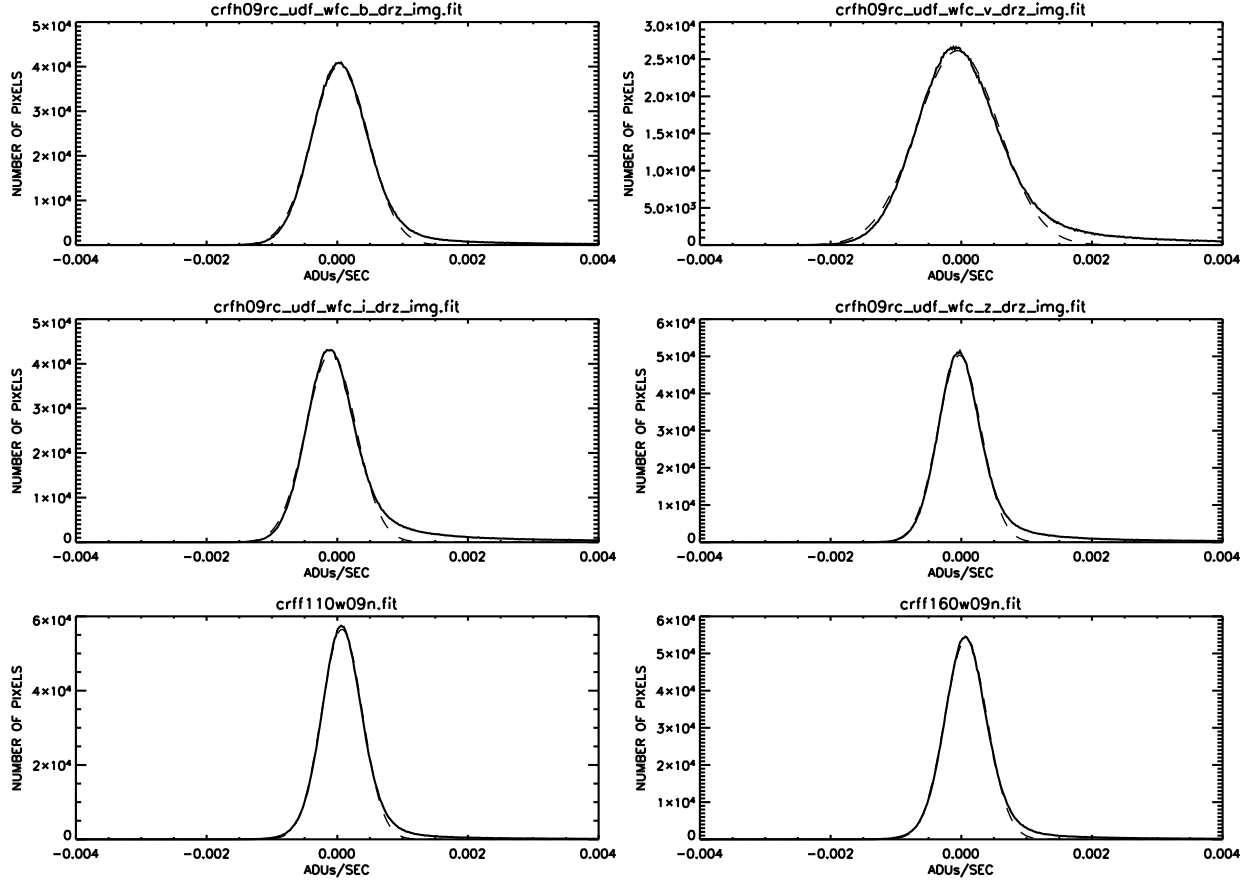 crfh09rc_udf_wfc_b_drz_img.fit
5×10⁴
4×10⁴
3×10⁴
2×10⁴
1×10⁴
0
NUMBER OF PIXELS
-0.004 -0.002 0.000 0.002 0.004
ADUs/SEC
crfh09rc_udf_wfc_v_drz_img.fit
3.0×10⁴
2.5×10⁴
2.0×10⁴
1.5×10⁴
1.0×10⁴
5.0×10³
0
NUMBER OF PIXELS
-0.004 -0.002 0.000 0.002 0.004
ADUs/SEC
crfh09rc_udf_wfc_i_drz_img.fit
5×10⁴
4×10⁴
3×10⁴
2×10⁴
1×10⁴
0
NUMBER OF PIXELS
-0.004 -0.002 0.000 0.002 0.004
ADUs/SEC
crfh09rc_udf_wfc_z_drz_img.fit
6×10⁴
5×10⁴
4×10⁴
3×10⁴
2×10⁴
1×10⁴
0
NUMBER OF PIXELS
-0.004 -0.002 0.000 0.002 0.004
ADUs/SEC
crff110w09n.fit
6×10⁴
4×10⁴
2×10⁴
0
NUMBER OF PIXELS
-0.004 -0.002 0.000 0.002 0.004
ADUs/SEC
crff160w09n.fit
6×10⁴
5×10⁴
4×10⁴
3×10⁴
2×10⁴
1×10⁴
0
NUMBER OF PIXELS
-0.004 -0.002 0.000 0.002 0.004
ADUs/SEC